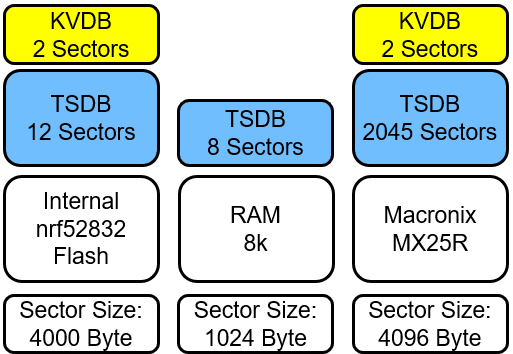 KVDB
2 Sectors
TSDB
12 Sectors
Internal
nrf52832
Flash
Sector Size:
4000 Byte
TSDB
8 Sectors
RAM
8k
Sector Size:
1024 Byte
KVDB
2 Sectors
TSDB
2045 Sectors
Macronix
MX25R
Sector Size:
4096 Byte